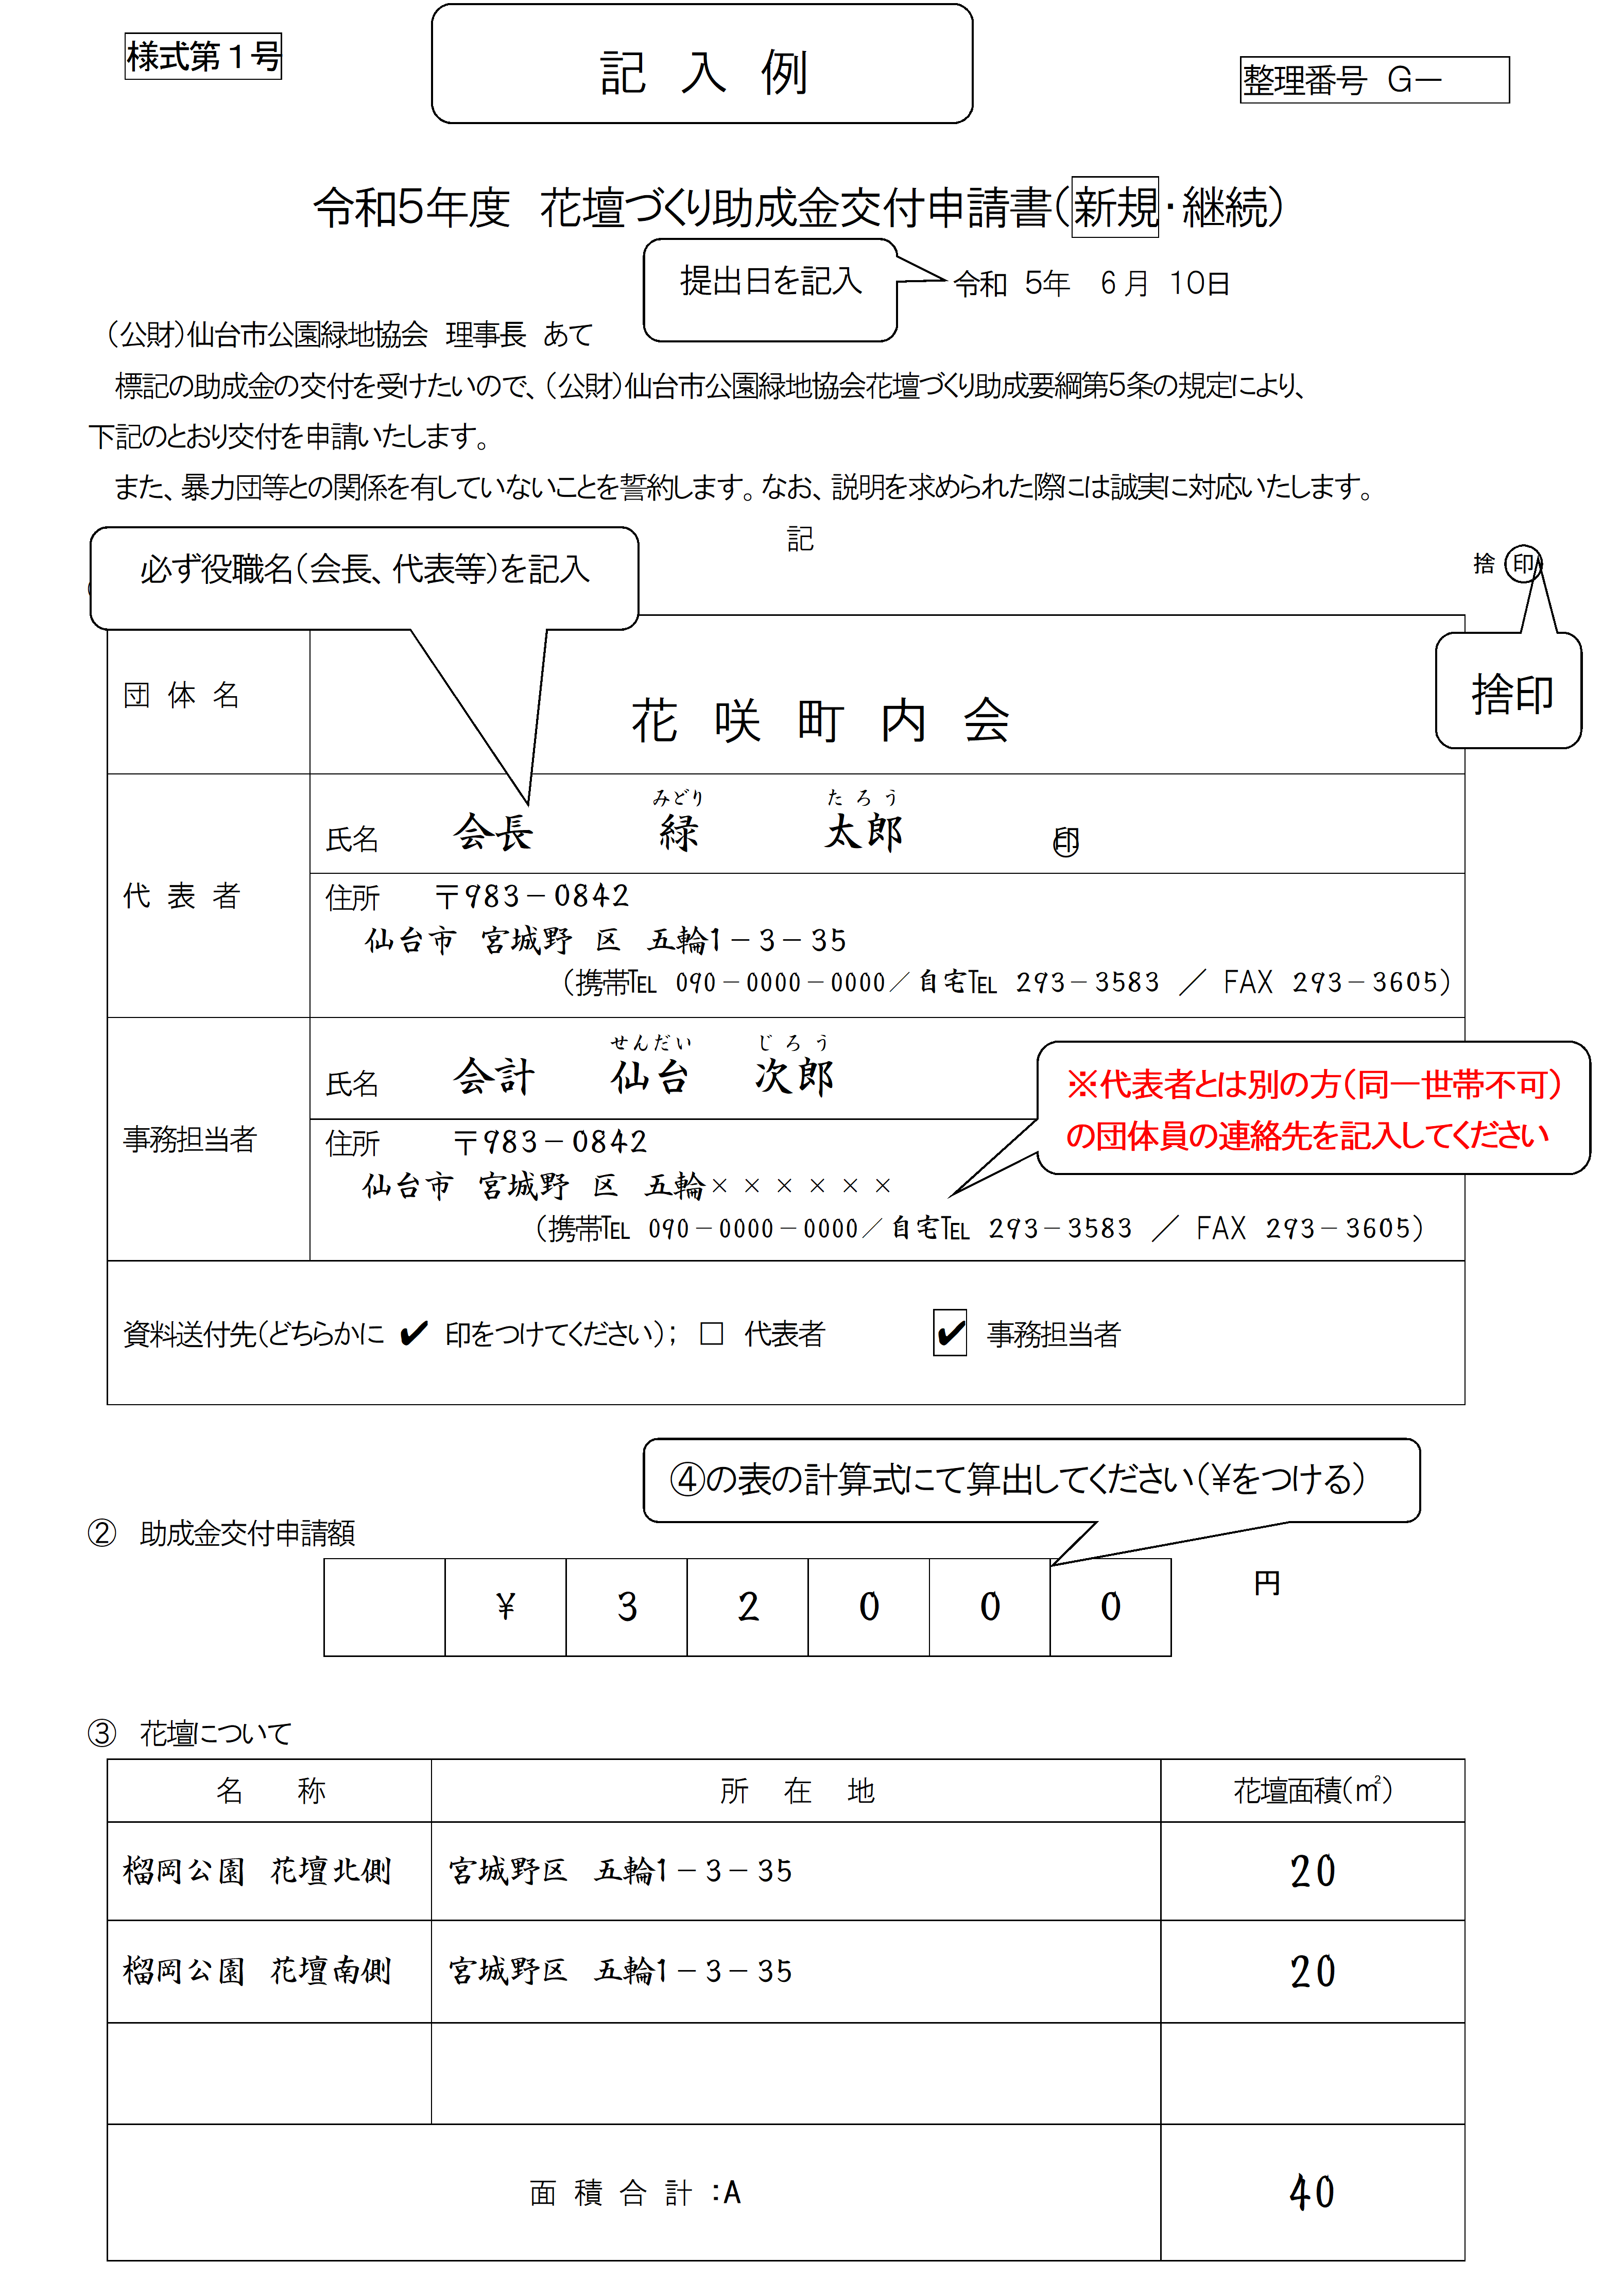 様式第１号
記 入 例
整理番号　G－
令和５年度　花壇づくり助成金交付申請書（新規・継続）
提出日を記入
令和 5年 6 月 10日
（公財）仙台市公園緑地協会　理事長　あて
標記の助成金の交付を受けたいので、（公財）仙台市公園緑地協会花壇づくり助成要綱第５条の規定により、
下記のとおり交付を申請いたします。
また、暴力団等との関係を有していないことを誓約します。なお、説明を求められた際には誠実に対応いたします。
記
必ず役職名（会長、代表等）を記入
捨 印
捨印
団 体 名
花 咲 町 内 会
代 表 者
みどり たろう
氏名 会長 緑 太郎 印
住所 〒983－0842
仙台市 宮城野 区 五輪1－3－35
（携帯TEL 090－0000－0000／自宅TEL 293－3583 ／ FAX 293－3605）
事務担当者
せんだい じろう
氏名 会計 仙台 次郎
住所 〒983－0842
仙台市 宮城野 区 五輪××××××
（携帯TEL 090－0000－0000／自宅TEL 293－3583 ／ FAX 293－3605）
※代表者とは別の方（同一世帯不可）
の団体員の連絡先を記入してください
資料送付先（どちらかに ✔ 印をつけてください）； □ 代表者 ✔ 事務担当者
④の表の計算式にて算出してください（¥をつける）
② 助成金交付申請額
¥ 3 2 0 0 0 円
③ 花壇について
名 称 所 在 地 花壇面積（㎡）
榴岡公園 花壇北側 宮城野区 五輪1－3－35 20
榴岡公園 花壇南側 宮城野区 五輪1－3－35 20
面 積 合 計 ：A 40